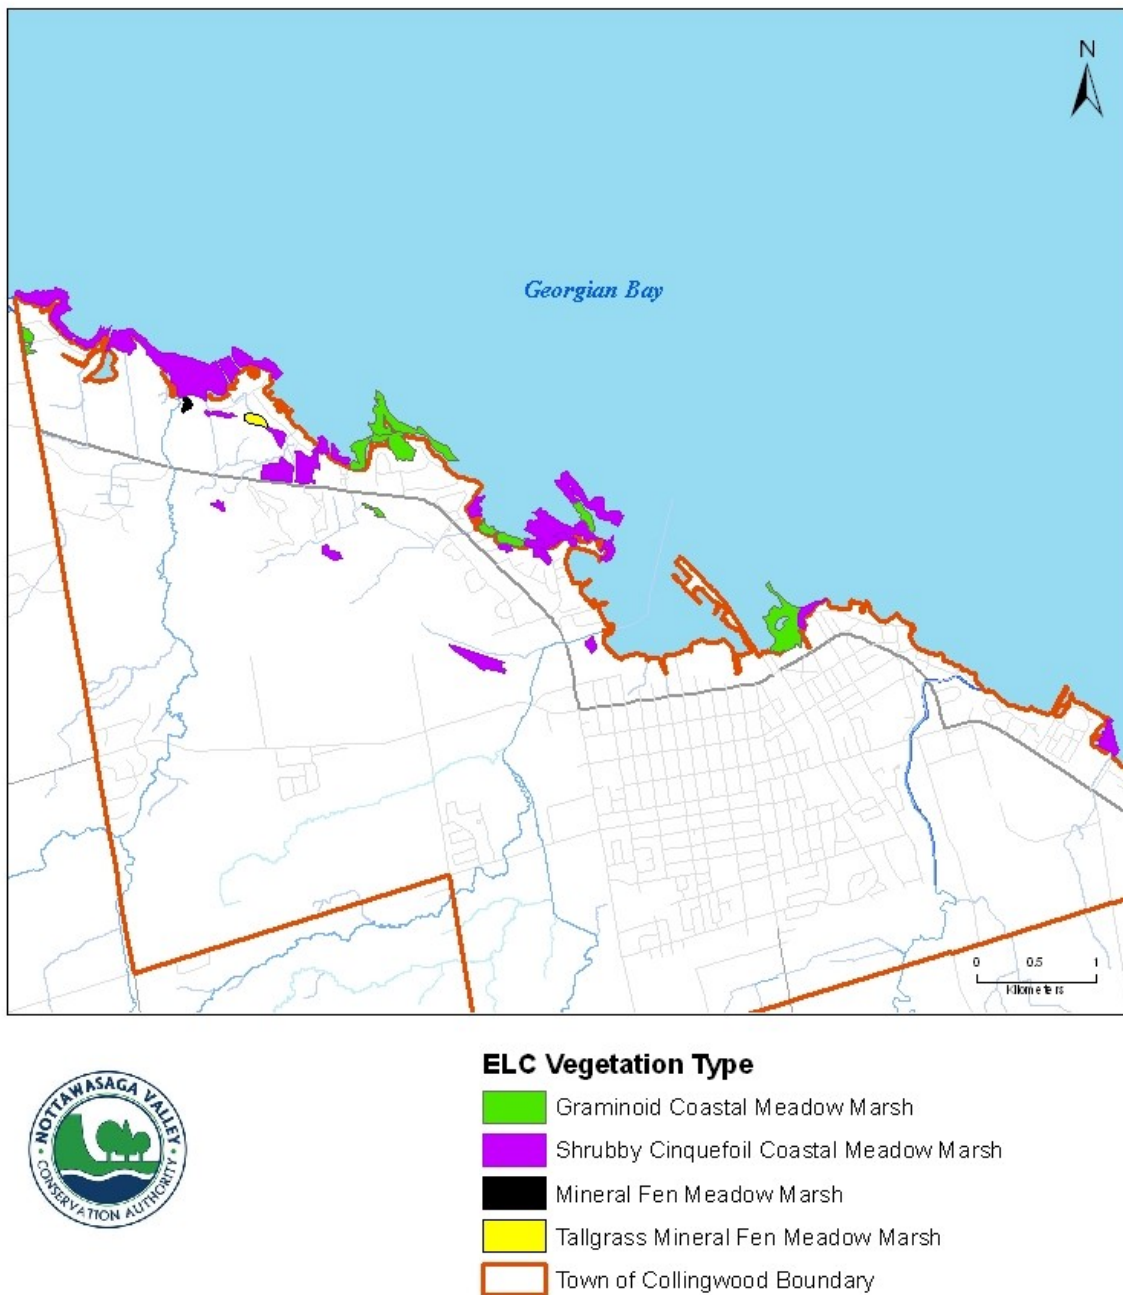 N
Georgian Bay
0 0.5 1
Kilometers
ELC Vegetation Type
Graminoid Coastal Meadow Marsh
Shrubby Cinquefoil Coastal Meadow Marsh
Mineral Fen Meadow Marsh
Tallgrass Mineral Fen Meadow Marsh
Town of Collingwood Boundary
NOTTAWASAGA VALLEY
CONSERVATION AUTHORITY